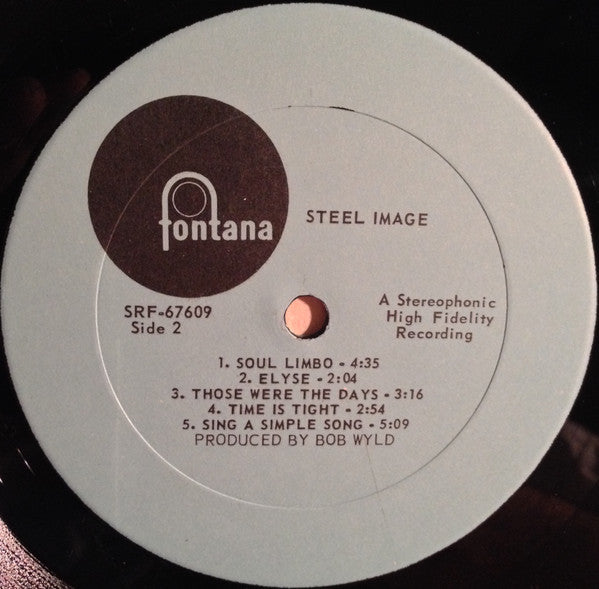 fontana
STEEL IMAGE
SRF-67609
Side 2
A Stereophonic
High Fidelity
Recording
1. SOUL LIMBO - 4:35
2. ELYSE - 2:04
3. THOSE WERE THE DAYS - 3:16
4. TIME IS TIGHT - 2:54
5. SING A SIMPLE SONG - 5:09
PRODUCED BY BOB WYLD